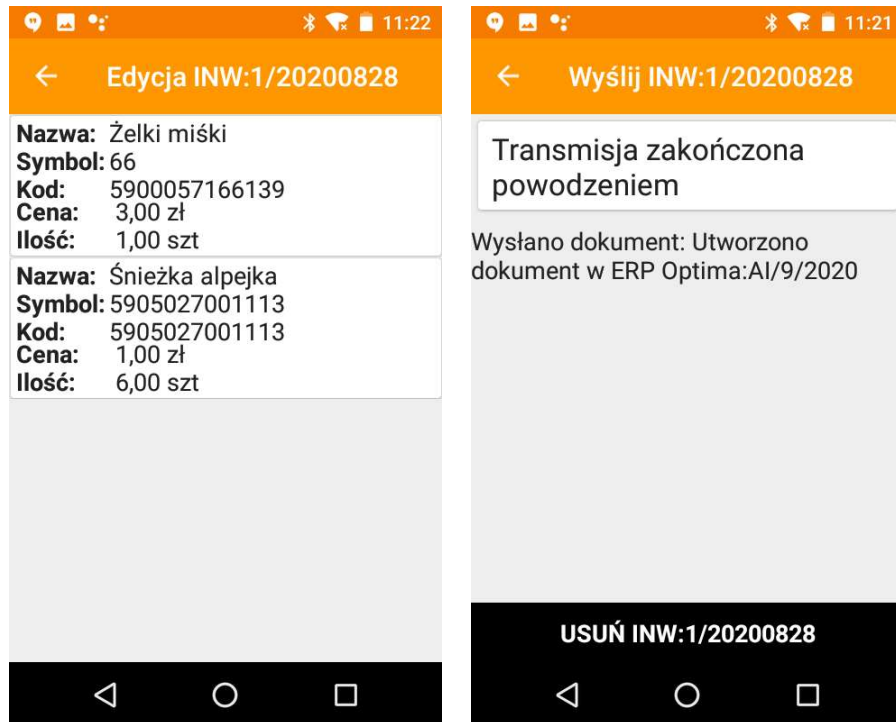 11:22
Edycja INW:1/20200828
Nazwa: Żelki miśki
Symbol: 66
Kod: 5900057166139
Cena: 3,00 zł
Ilość: 1,00 szt
Nazwa: Śnieżka alpejka
Symbol: 5905027001113
Kod: 5905027001113
Cena: 1,00 zł
Ilość: 6,00 szt
11:21
Wyślij INW:1/20200828
Transmisja zakończona
powodzeniem
Wysłano dokument: Utworzono
dokument w ERP Optima:AI/9/2020
USUŃ INW:1/20200828